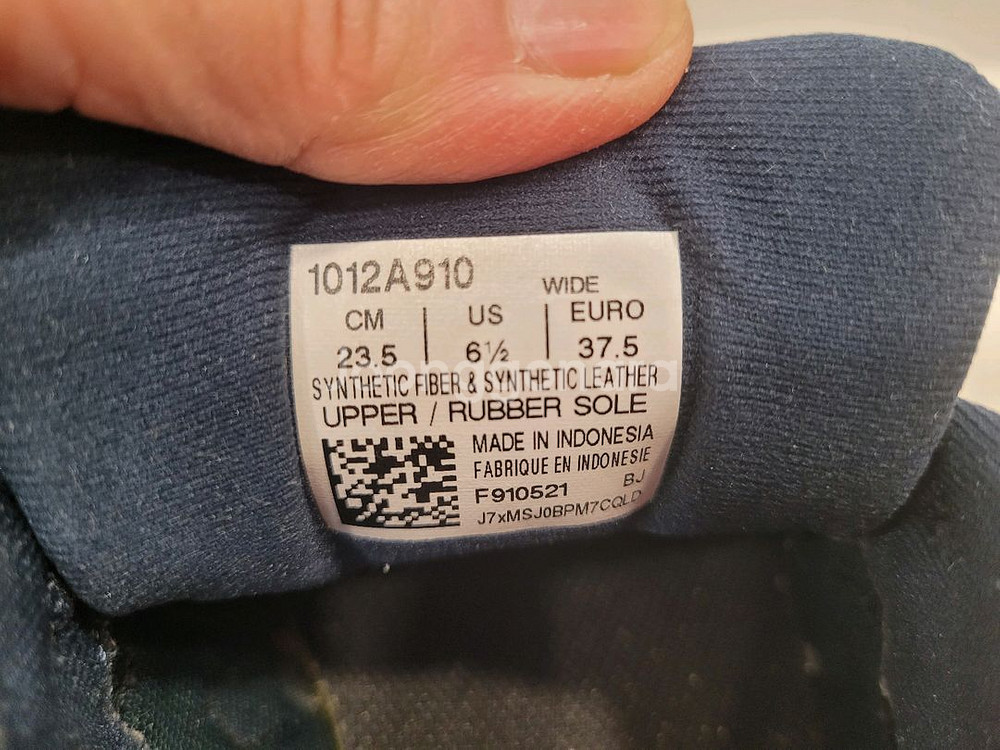 1012A910
WIDE
CM | US | EURO
23.5 | 6½ | 37.5
SYNTHETIC FIBER & SYNTHETIC LEATHER
UPPER / RUBBER SOLE
MADE IN INDONESIA
FABRIQUE EN INDONESIE
F910521 BJ
J7xMSJ0BPM7CQLD